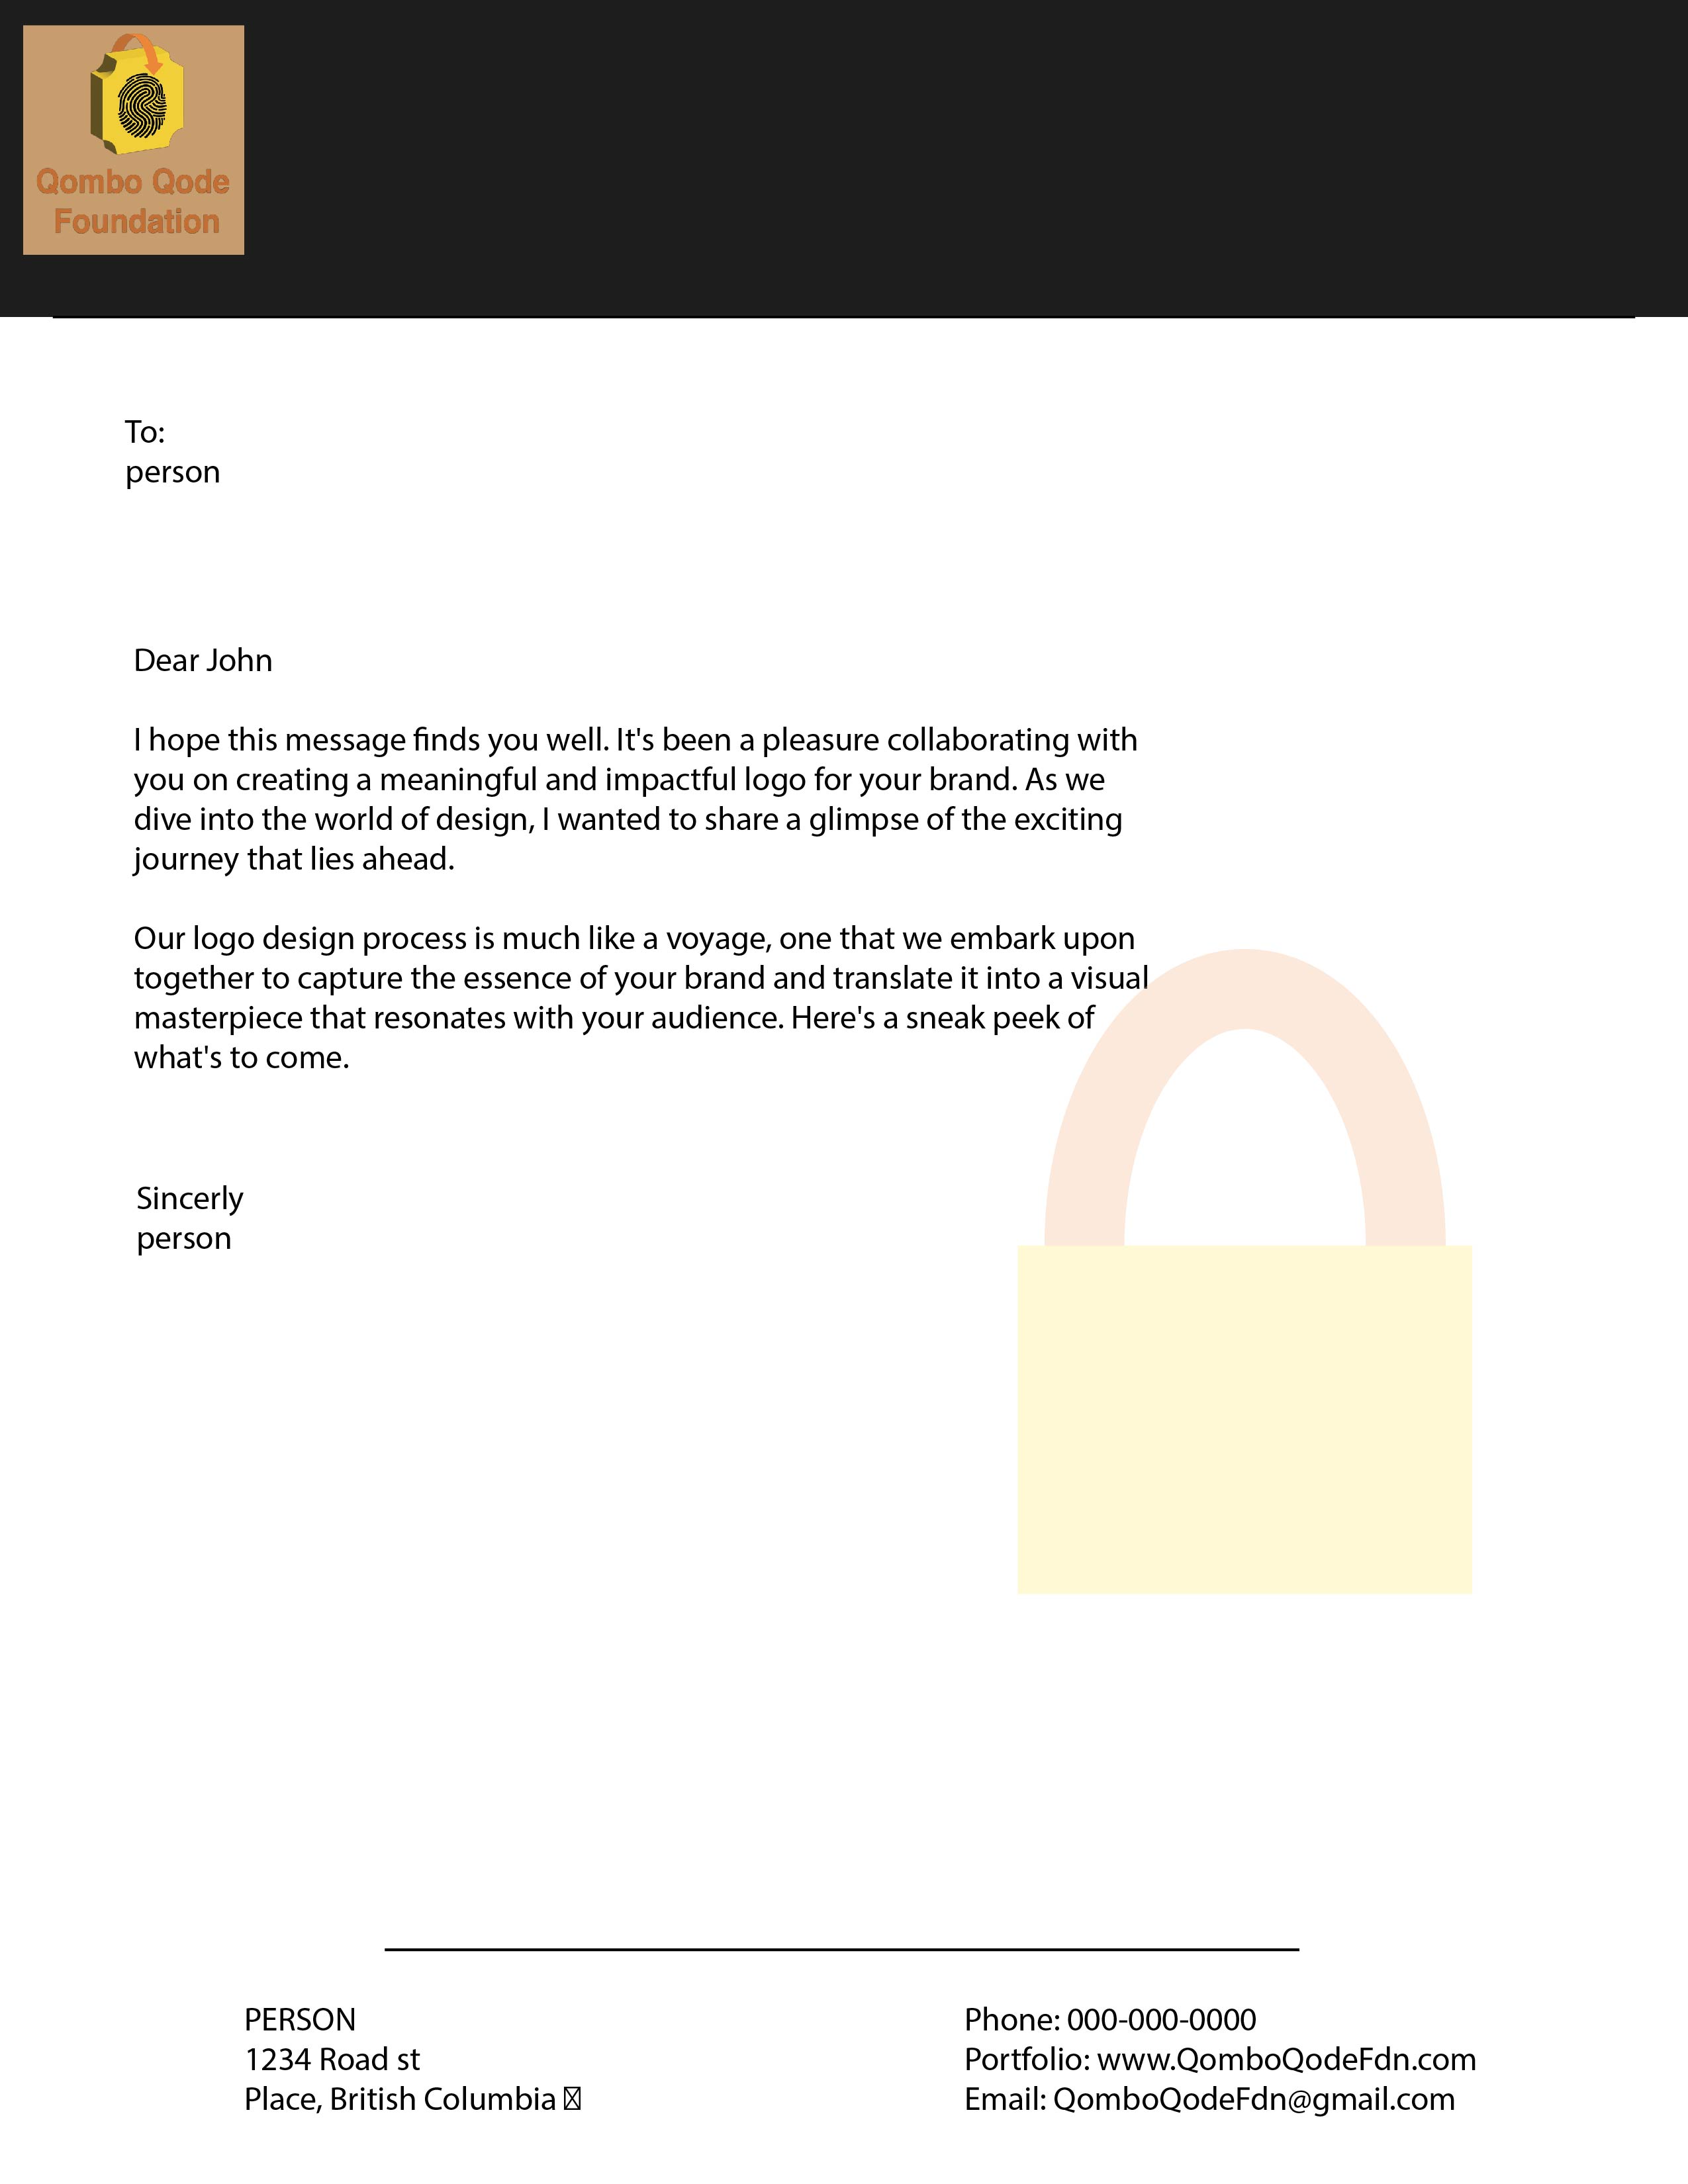 Qombo Qode
Foundation
To:
person
Dear John
I hope this message finds you well. It's been a pleasure collaborating with
you on creating a meaningful and impactful logo for your brand. As we
dive into the world of design, I wanted to share a glimpse of the exciting
journey that lies ahead.
Our logo design process is much like a voyage, one that we embark upon
together to capture the essence of your brand and translate it into a visual
masterpiece that resonates with your audience. Here's a sneak peek of
what's to come.
Sincerly
person
PERSON
1234 Road st
Place, British Columbia
Phone: 000-000-0000
Portfolio: www.QomboQodeFdn.com
Email: QomboQodeFdn@gmail.com